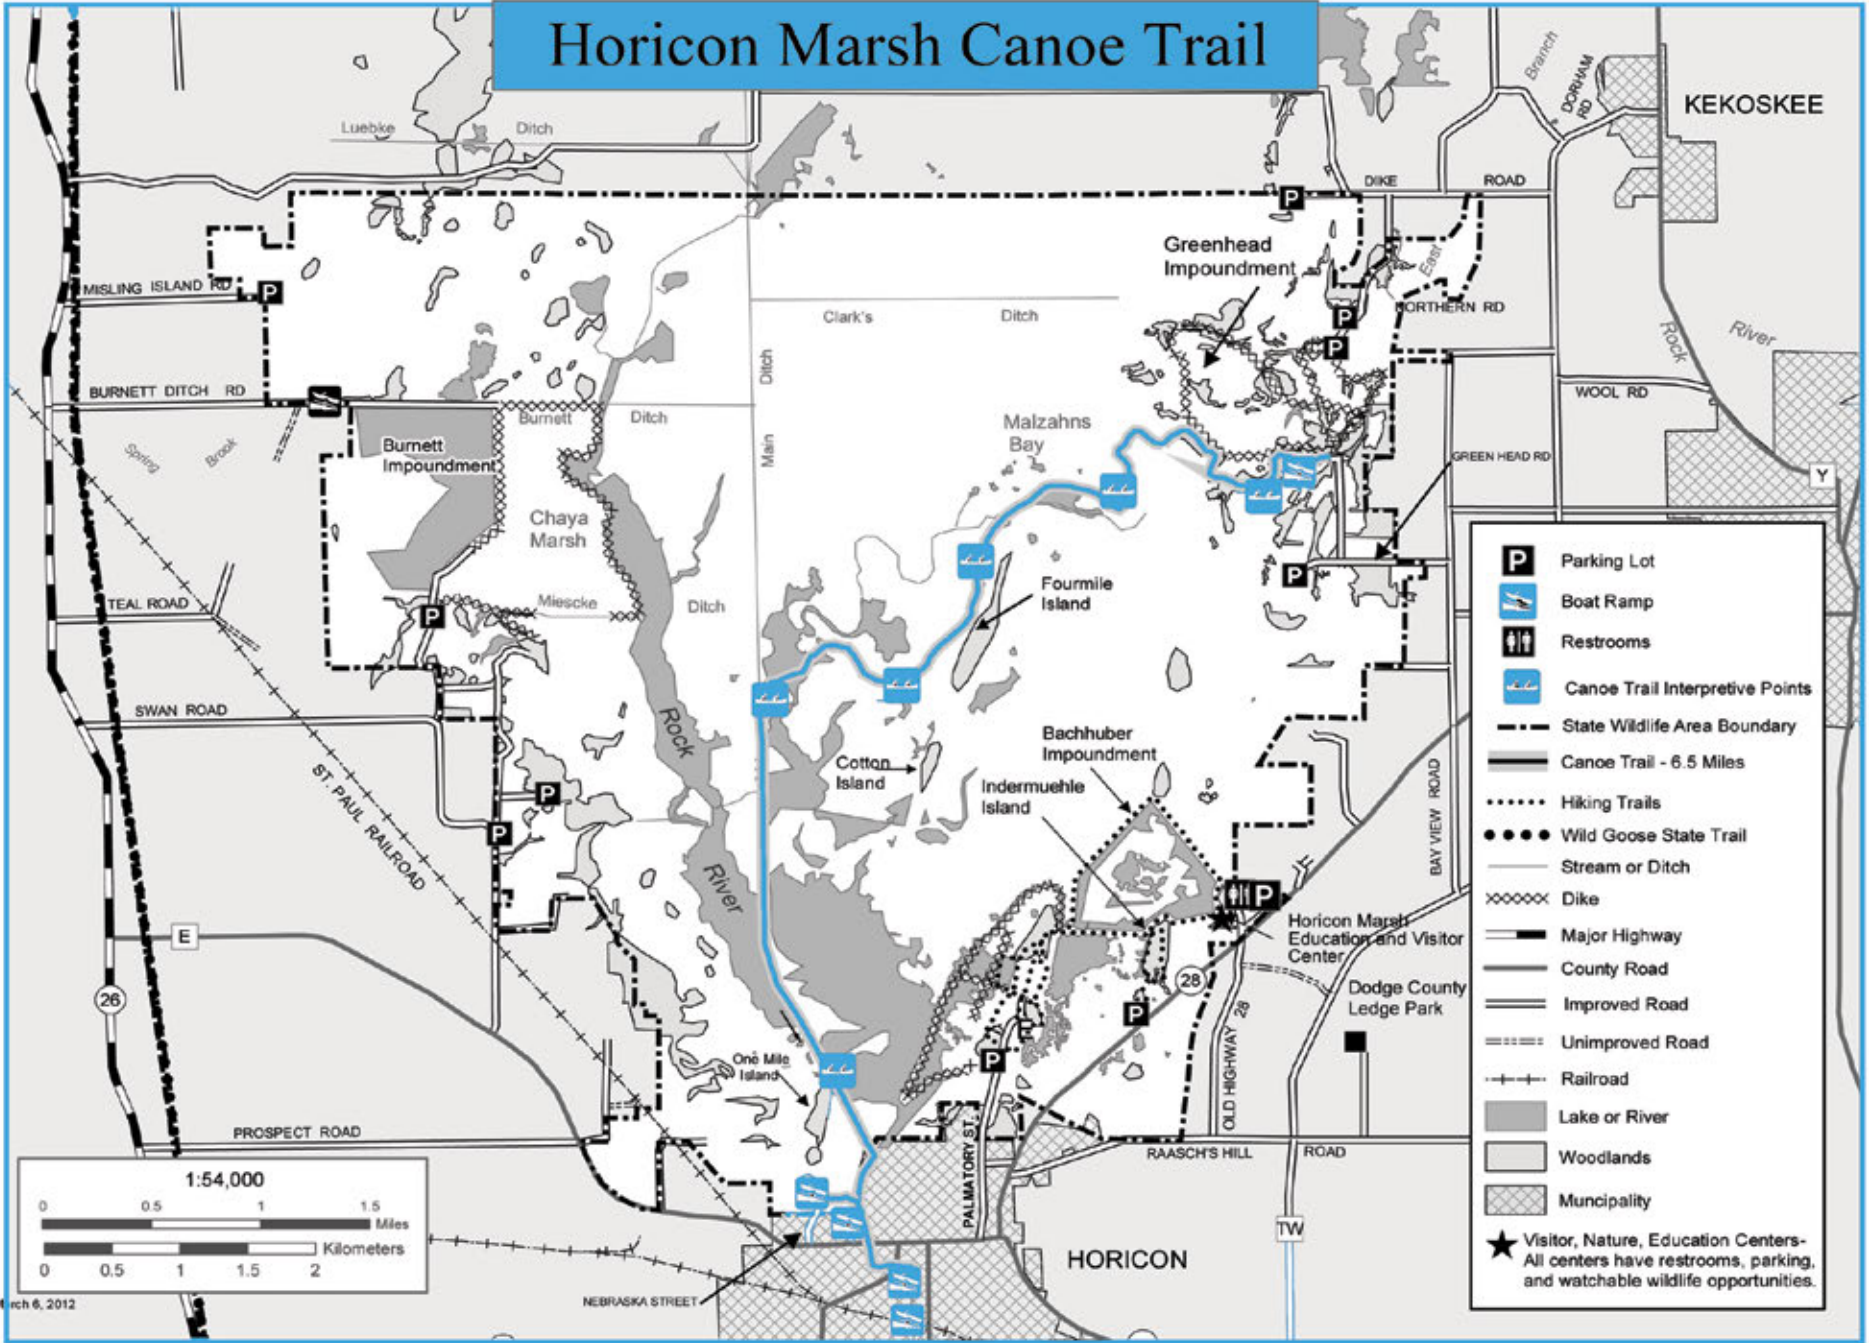 Horicon Marsh Canoe Trail
KEKOSKEE
Branch
DORHAM
RD
Luebke
Ditch
DIKE
ROAD
Greenhead
Impoundment
East
MISLING ISLAND RD
NORTHERN RD
Clark's
Ditch
Rock
River
Ditch
BURNETT DITCH RD
WOOL RD
Burnett
Ditch
Malzahns
Bay
Main
Spring
Brook
Burnett
Impoundment
GREEN HEAD RD
Y
Chaya
Marsh
Parking Lot
Fourmile
Island
TEAL ROAD
Miescke
Ditch
Boat Ramp
Restrooms
Canoe Trail Interpretive Points
SWAN ROAD
Rock
State Wildlife Area Boundary
Bachhuber
Impoundment
Canoe Trail - 6.5 Miles
Cotton
Island
Indermuehle
Island
Hiking Trails
ST. PAUL RAILROAD
BAY VIEW ROAD
Wild Goose State Trail
Stream or Ditch
River
Dike
P
Horicon Marsh
Education and Visitor
Center
E
Major Highway
County Road
28
26
Dodge County
Ledge Park
Improved Road
OLD HIGHWAY 28
Unimproved Road
One Mile
Island
Railroad
Lake or River
PROSPECT ROAD
PALMATORY ST.
RAASCH'S HILL
ROAD
Woodlands
Muncipality
1:54,000
0 0.5 1 1.5
Miles
Kilometers
0 0.5 1 1.5 2
TW
Visitor, Nature, Education Centers-
All centers have restrooms, parking,
and watchable wildlife opportunities.
HORICON
NEBRASKA STREET
rch 6, 2012